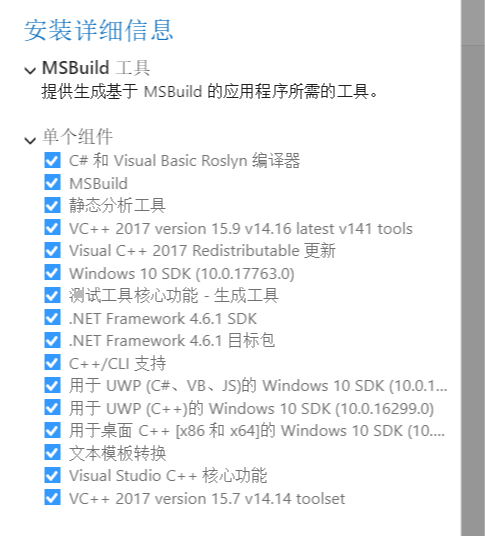 安装详细信息
MSBuild 工具
提供生成基于 MSBuild 的应用程序所需的工具。
单个组件
C# 和 Visual Basic Roslyn 编译器
MSBuild
静态分析工具
VC++ 2017 version 15.9 v14.16 latest v141 tools
Visual C++ 2017 Redistributable 更新
Windows 10 SDK (10.0.17763.0)
测试工具核心功能 - 生成工具
.NET Framework 4.6.1 SDK
.NET Framework 4.6.1 目标包
C++/CLI 支持
用于 UWP (C#、VB、JS)的 Windows 10 SDK (10.0.1...
用于 UWP (C++)的 Windows 10 SDK (10.0.16299.0)
用于桌面 C++ [x86 和 x64]的 Windows 10 SDK (10....
文本模板转换
Visual Studio C++ 核心功能
VC++ 2017 version 15.7 v14.14 toolset